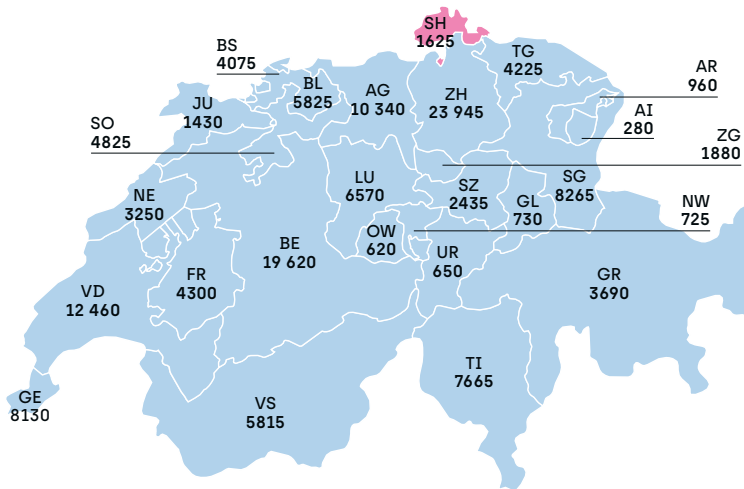 SH
1625
BS
4075
TG
4225
AR
960
BL
5825
AG
10 340
ZH
23 945
JU
1430
AI
280
SO
4825
ZG
1880
LU
6570
SZ
2435
GL
730
SG
8265
NE
3250
NW
725
OW
620
BE
19 620
UR
650
FR
4300
GR
3690
VD
12 460
TI
7665
GE
8130
VS
5815